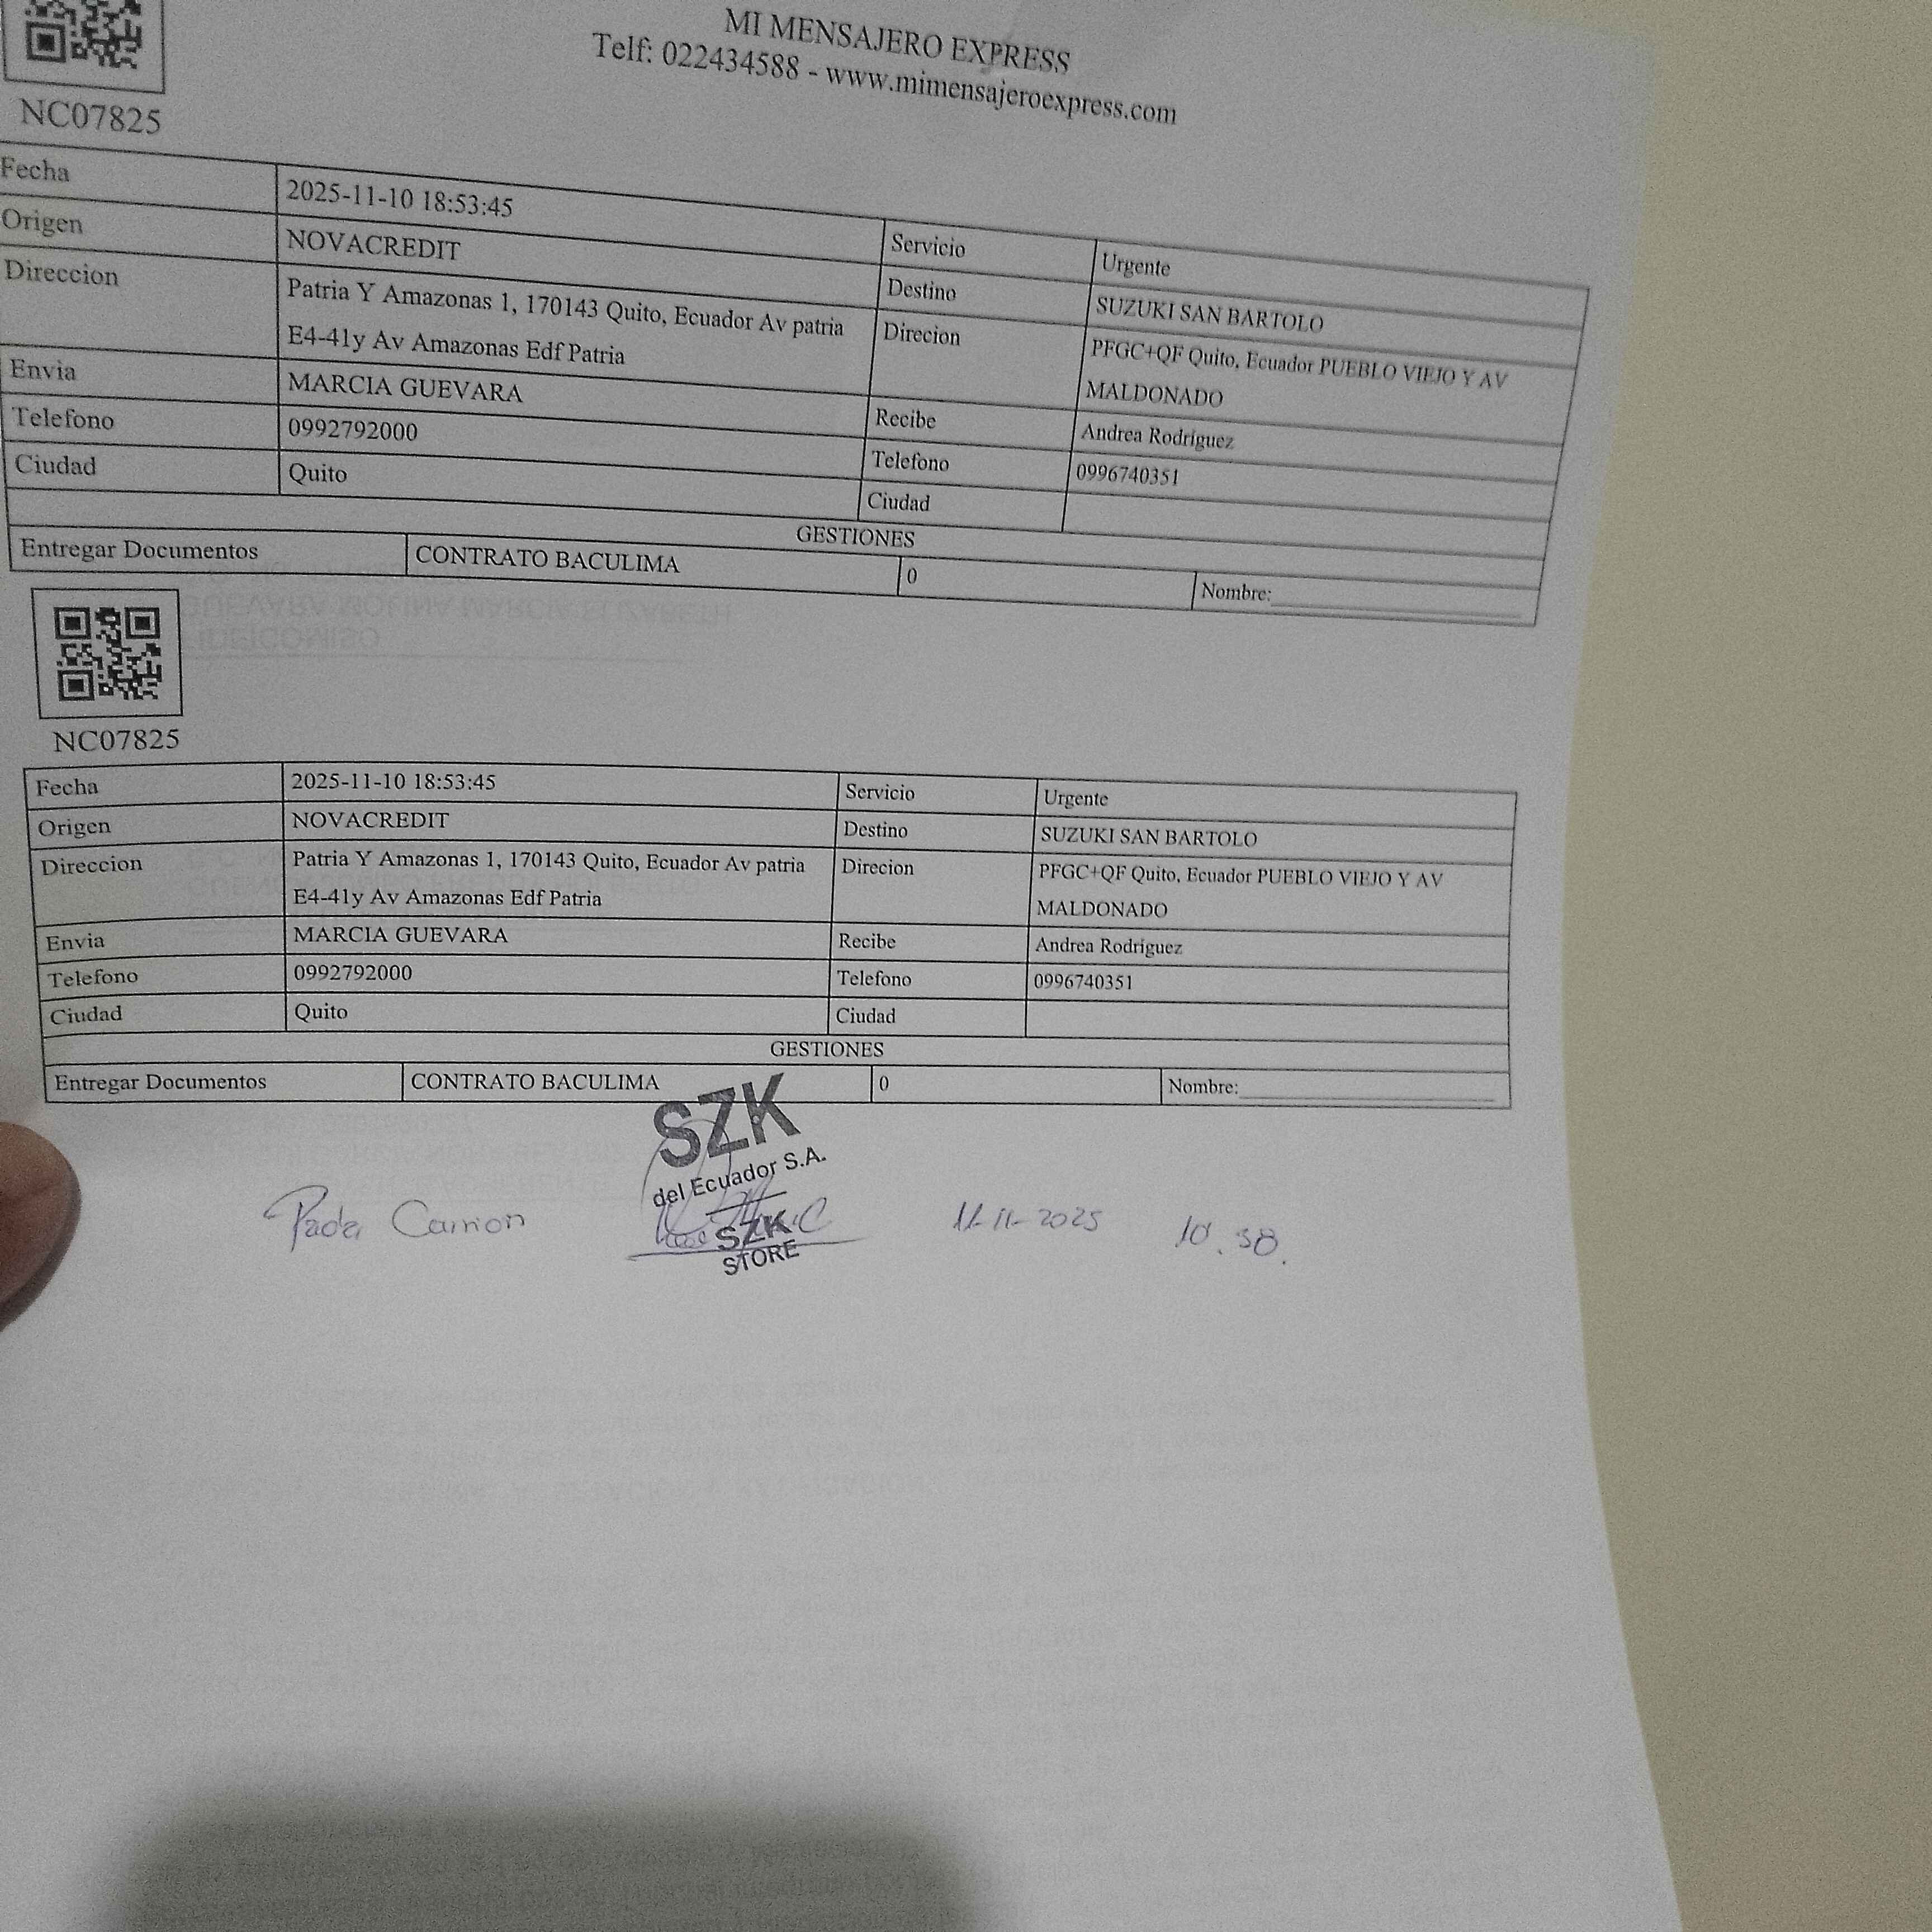 MI MENSAJERO EXPRESS
Telf: 022434588 - www.mimensajeroexpress.com
NC07825
Fecha 2025-11-10 18:53:45 Servicio Urgente
Origen NOVACREDIT Destino SUZUKI SAN BARTOLO
Direccion Patria Y Amazonas 1, 170143 Quito, Ecuador Av patria Direcion PFGC+QF Quito, Ecuador PUEBLO VIEJO Y AV
E4-41y Av Amazonas Edf Patria MALDONADO
Envia MARCIA GUEVARA Recibe Andrea Rodriguez
Telefono 0992792000 Telefono 0996740351
Ciudad Quito Ciudad
GESTIONES
Entregar Documentos CONTRATO BACULIMA 0 Nombre:
NC07825
Fecha 2025-11-10 18:53:45 Servicio Urgente
Origen NOVACREDIT Destino SUZUKI SAN BARTOLO
Direccion Patria Y Amazonas 1, 170143 Quito, Ecuador Av patria Direcion PFGC+QF Quito, Ecuador PUEBLO VIEJO Y AV
E4-41y Av Amazonas Edf Patria MALDONADO
Envia MARCIA GUEVARA Recibe Andrea Rodriguez
Telefono 0992792000 Telefono 0996740351
Ciudad Quito Ciudad
GESTIONES
Entregar Documentos CONTRATO BACULIMA 0 Nombre:
SZK
del Ecuador S.A.
11-11-2025
SZK
STORE